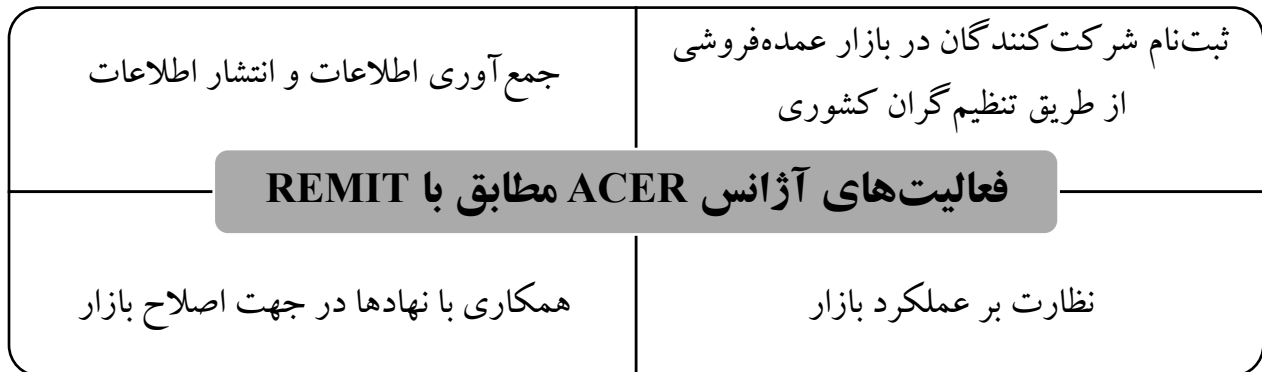 ثبت‌نام شرکت‌کنندگان در بازار عمده‌فروشی
از طریق تنظیم‌گران کشوری
جمع‌آوری اطلاعات و انتشار اطلاعات
فعالیت‌های آژانس ACER مطابق با REMIT
نظارت بر عملکرد بازار
همکاری با نهادها در جهت اصلاح بازار